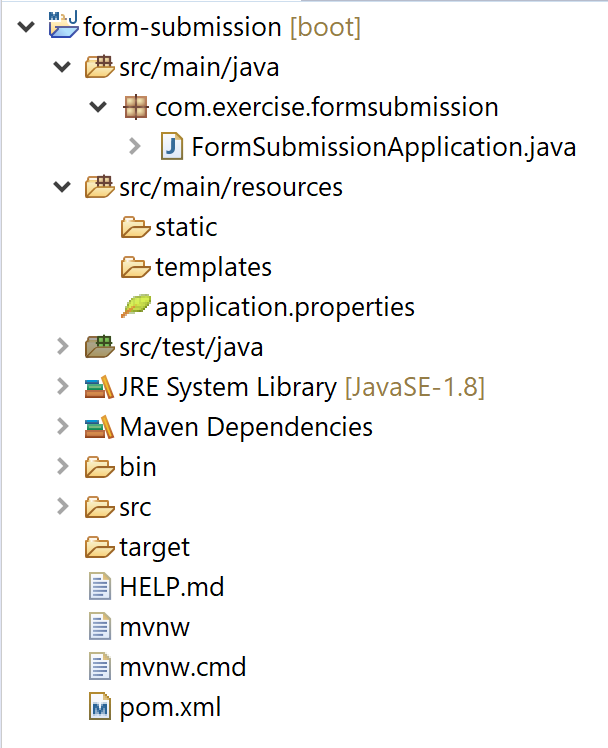 form-submission [boot]
src/main/java
com.exercise.formsubmission
FormSubmissionApplication.java
src/main/resources
static
templates
application.properties
src/test/java
JRE System Library [JavaSE-1.8]
Maven Dependencies
bin
src
target
HELP.md
mvnw
mvnw.cmd
pom.xml